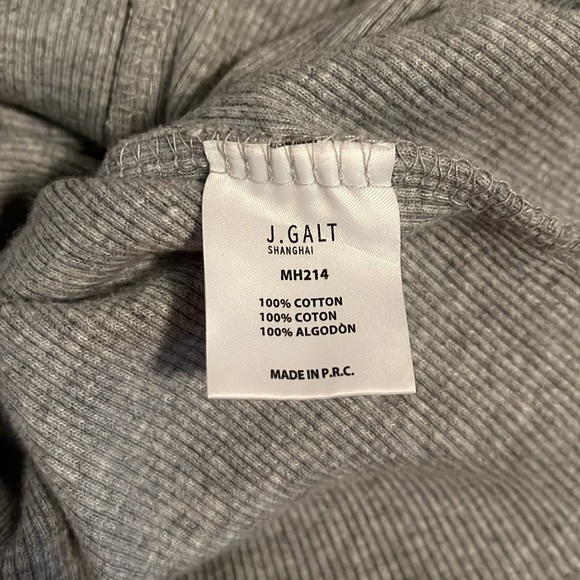 J.GALT
SHANGHAI
MH214
100% COTTON
100% COTON
100% ALGODÒN
MADE IN P.R.C.